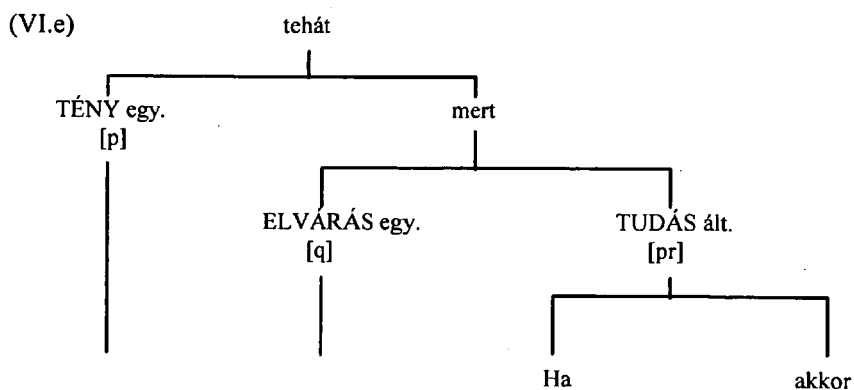 (VI.e) tehát
TÉNY egy. mert
[p]
ELVÁRÁS egy. TUDÁS ált.
[q] [pr]
Ha akkor